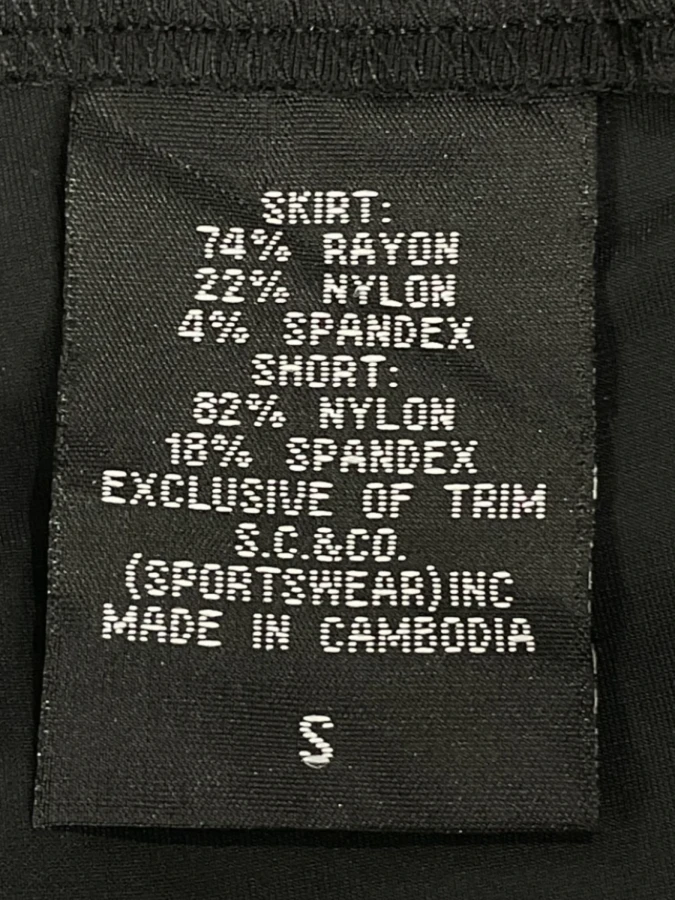 SKIRT:
74% RAYON
22% NYLON
4% SPANDEX
SHORT:
82% NYLON
18% SPANDEX
EXCLUSIVE OF TRIM
S.C.&CO.
(SPORTSWEAR)INC
MADE IN CAMBODIA
S